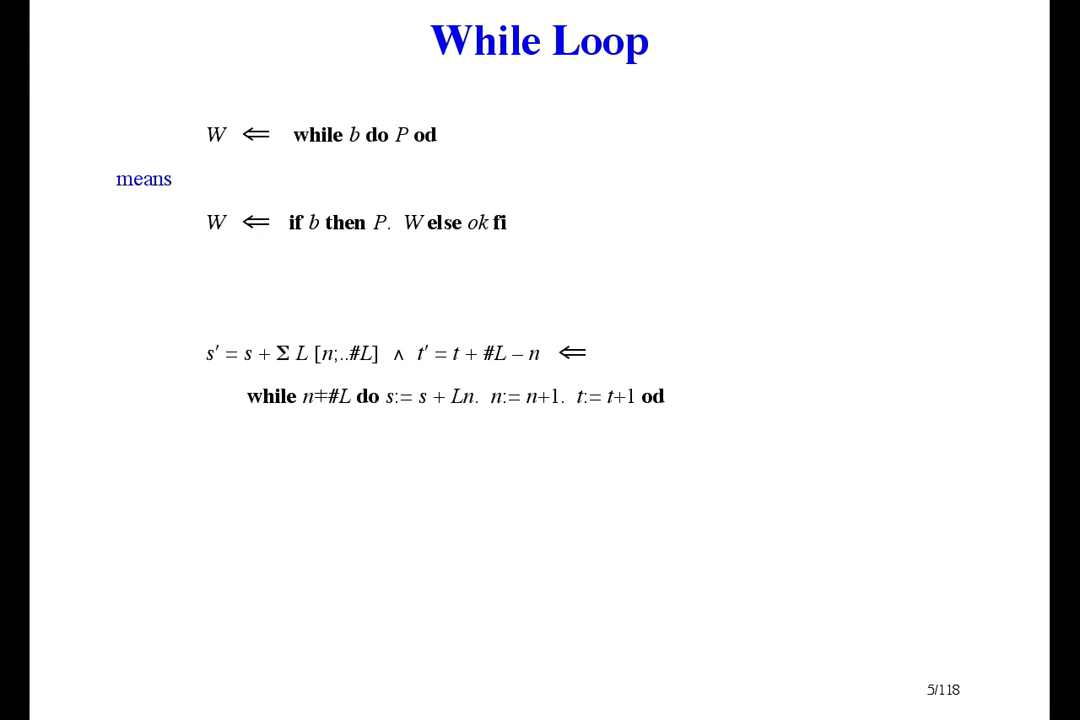 While Loop
W ⇐ while b do P od
means
W ⇐ if b then P. W else ok fi
s′ = s + Σ L [n;..#L] ∧ t′ = t + #L – n ⇐
while n⧧#L do s:= s + Ln. n:= n+1. t:= t+1 od
5/118